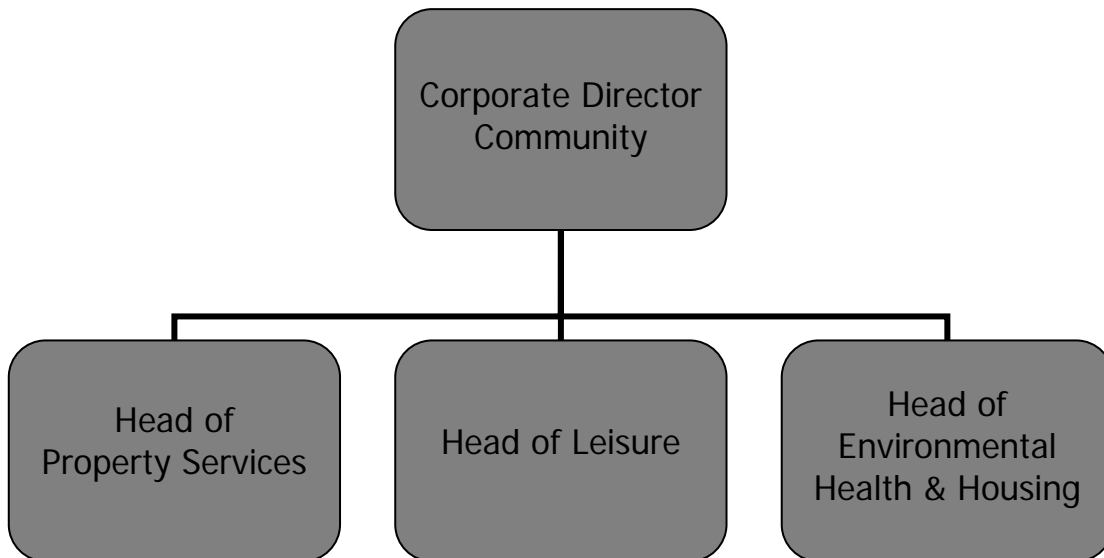 Corporate Director
Community
Head of
Property Services
Head of Leisure
Head of
Environmental
Health & Housing